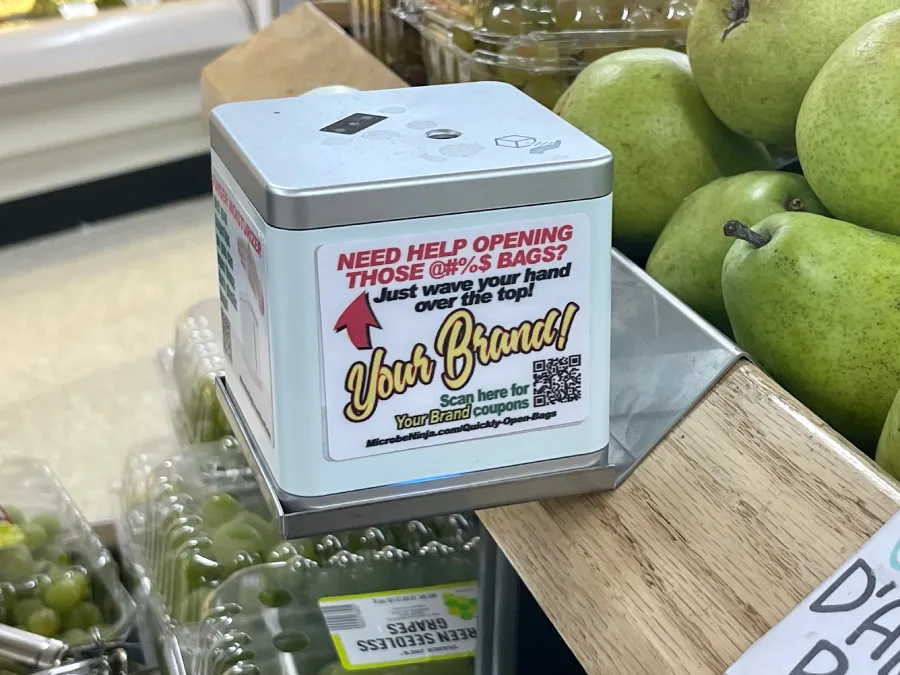 NEED HELP OPENING
THOSE @#%$ BAGS?
Just wave your hand
over the top!
Your Brand!
Scan here for
Your Brand coupons
MicrobeNinja.com/Quickly-Open-Bags
MOISTURIZER
GREEN SEEDLESS
GRAPES
D'A